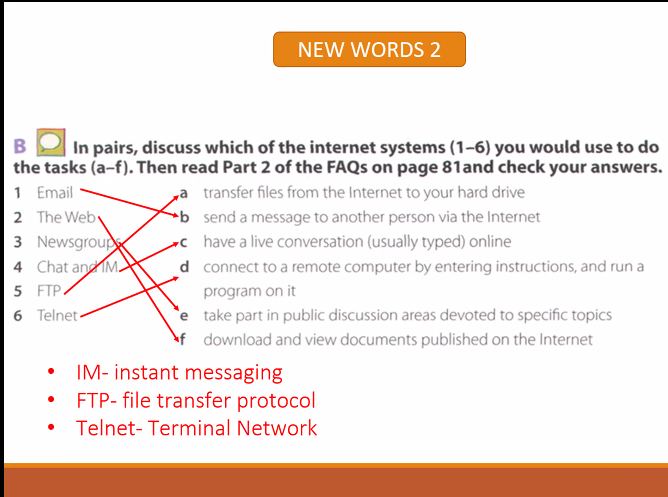 NEW WORDS 2
B In pairs, discuss which of the internet systems (1–6) you would use to do
the tasks (a–f). Then read Part 2 of the FAQs on page 81and check your answers.
1 Email a transfer files from the Internet to your hard drive
2 The Web b send a message to another person via the Internet
3 Newsgroups c have a live conversation (usually typed) online
4 Chat and IM d connect to a remote computer by entering instructions, and run a
5 FTP program on it
6 Telnet e take part in public discussion areas devoted to specific topics
f download and view documents published on the Internet
• IM- instant messaging
• FTP- file transfer protocol
• Telnet- Terminal Network